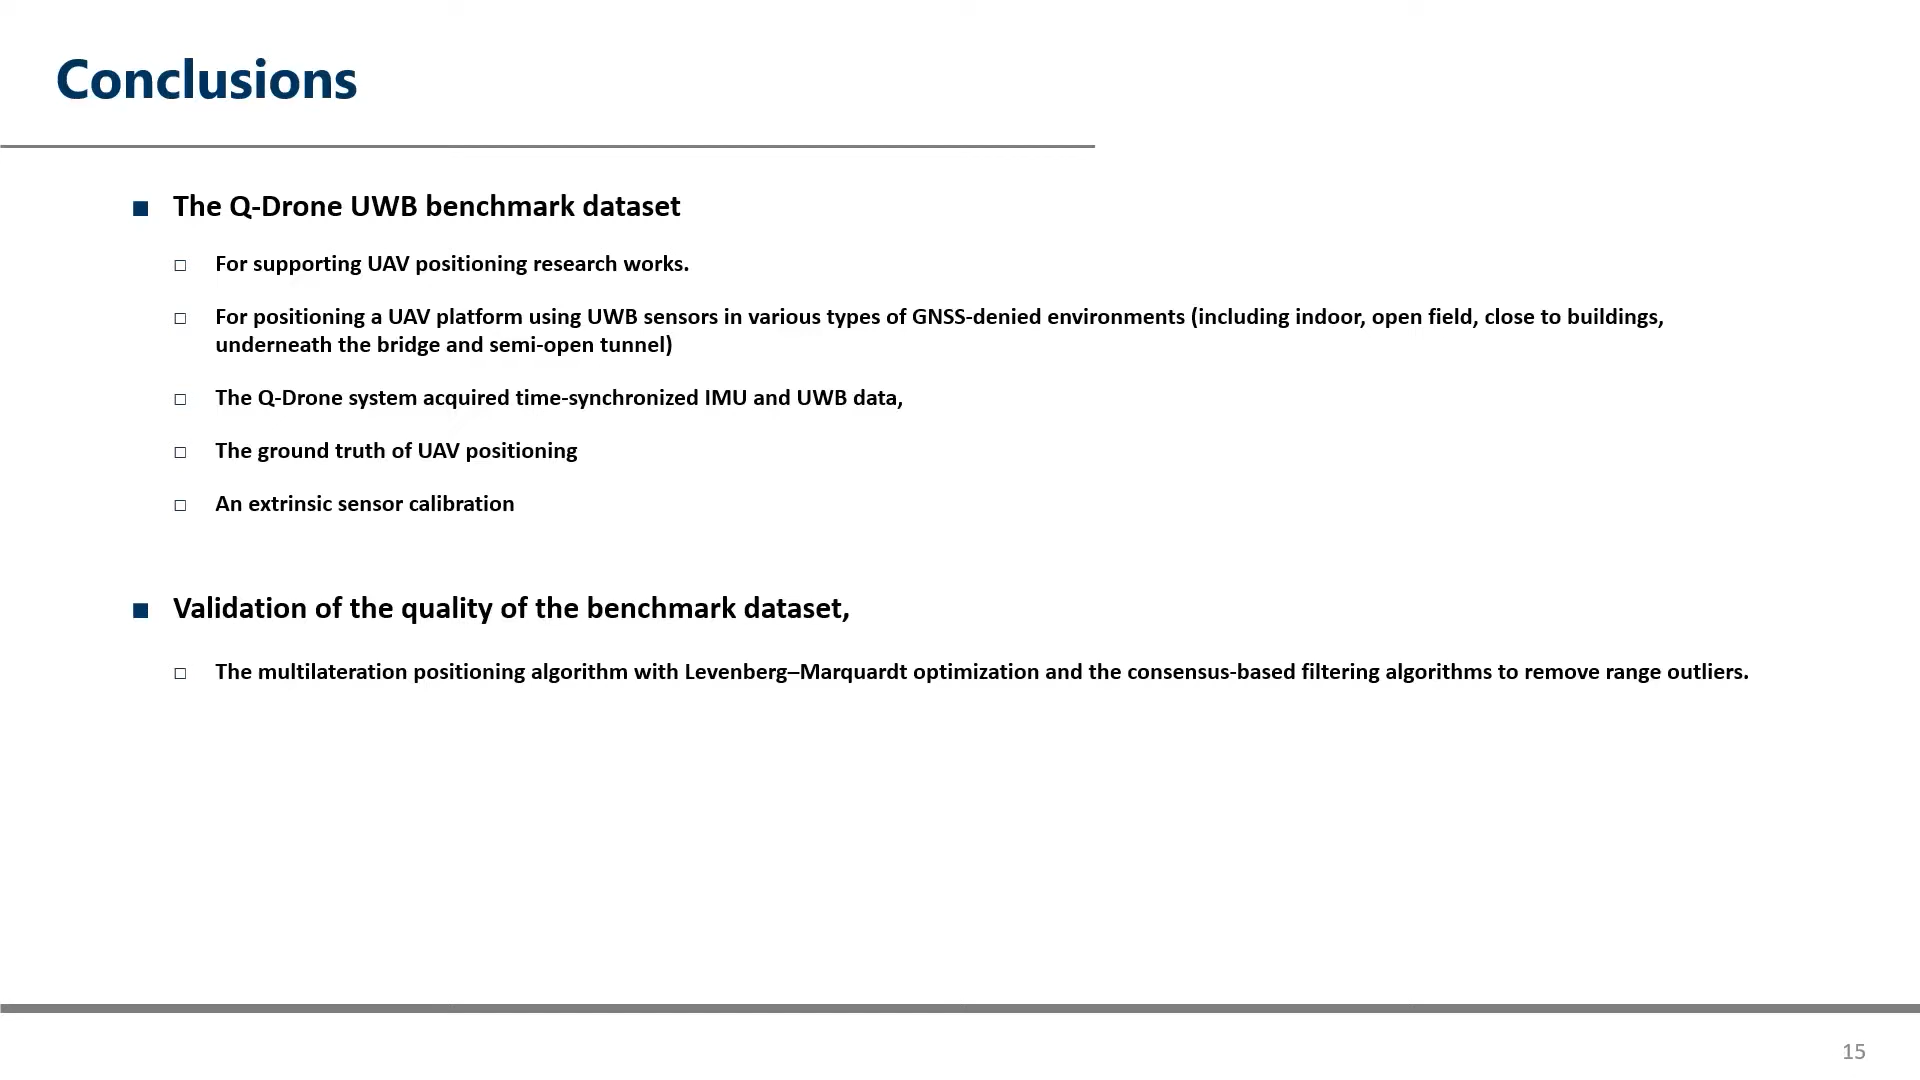 Conclusions
The Q-Drone UWB benchmark dataset
For supporting UAV positioning research works.
For positioning a UAV platform using UWB sensors in various types of GNSS-denied environments (including indoor, open field, close to buildings,
underneath the bridge and semi-open tunnel)
The Q-Drone system acquired time-synchronized IMU and UWB data,
The ground truth of UAV positioning
An extrinsic sensor calibration
Validation of the quality of the benchmark dataset,
The multilateration positioning algorithm with Levenberg–Marquardt optimization and the consensus-based filtering algorithms to remove range outliers.
15